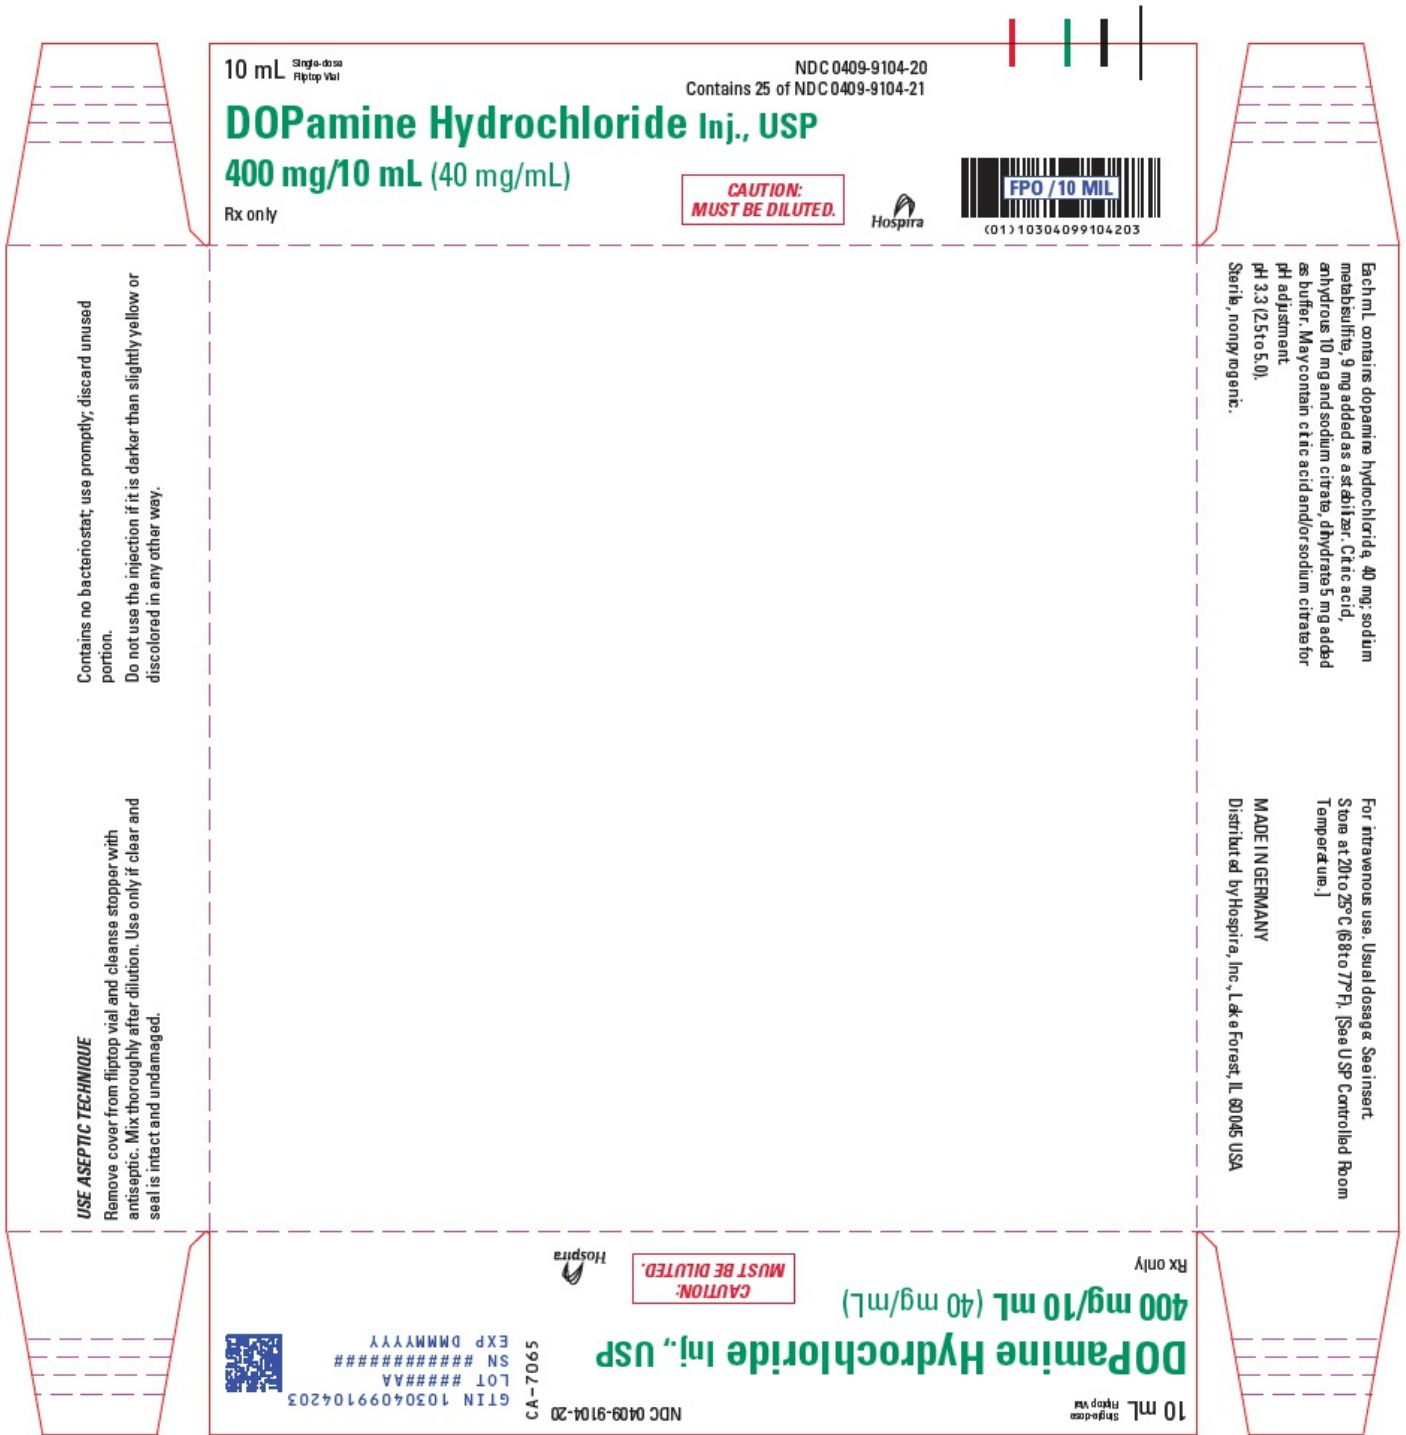 10 mL Single-dose
Fliptop Vial
NDC 0409-9104-20
Contains 25 of NDC 0409-9104-21
DOPamine Hydrochloride Inj., USP
400 mg/10 mL (40 mg/mL)
Rx only
CAUTION:
MUST BE DILUTED.
Hospira
FPO / 10 MIL
(01)10304099104203
Contains no bacteriostat; use promptly; discard unused
portion.
Do not use the injection if it is darker than slightly yellow or
discolored in any other way.
USE ASEPTIC TECHNIQUE
Remove cover from fliptop vial and cleanse stopper with
antiseptic. Mix thoroughly after dilution. Use only if clear and
seal is intact and undamaged.
Each mL contains dopamine hydrochloride, 40 mg; sodium
metabisulfite, 9 mg added as a stabilizer. Citric acid,
anhydrous 10 mg and sodium citrate, dihydrate 5 mg added
as buffer. May contain citric acid and/or sodium citrate for
pH adjustment.
pH 3.3 (2.5 to 5.0).
Sterile, nonpyrogenic.
For intravenous use. Usual dosage: See insert.
Store at 20 to 25°C (68 to 77°F). [See USP Controlled Room
Temperature.]
MADE IN GERMANY
Distributed by Hospira, Inc., Lake Forest, IL 60045 USA
10 mL Single-dose
Fliptop Vial
NDC 0409-9104-20
DOPamine Hydrochloride Inj., USP
400 mg/10 mL (40 mg/mL)
Rx only
CAUTION:
MUST BE DILUTED.
Hospira
CA-7065
GTIN 10304099104203
LOT ######AA
SN ############
EXP DMMMYYYY